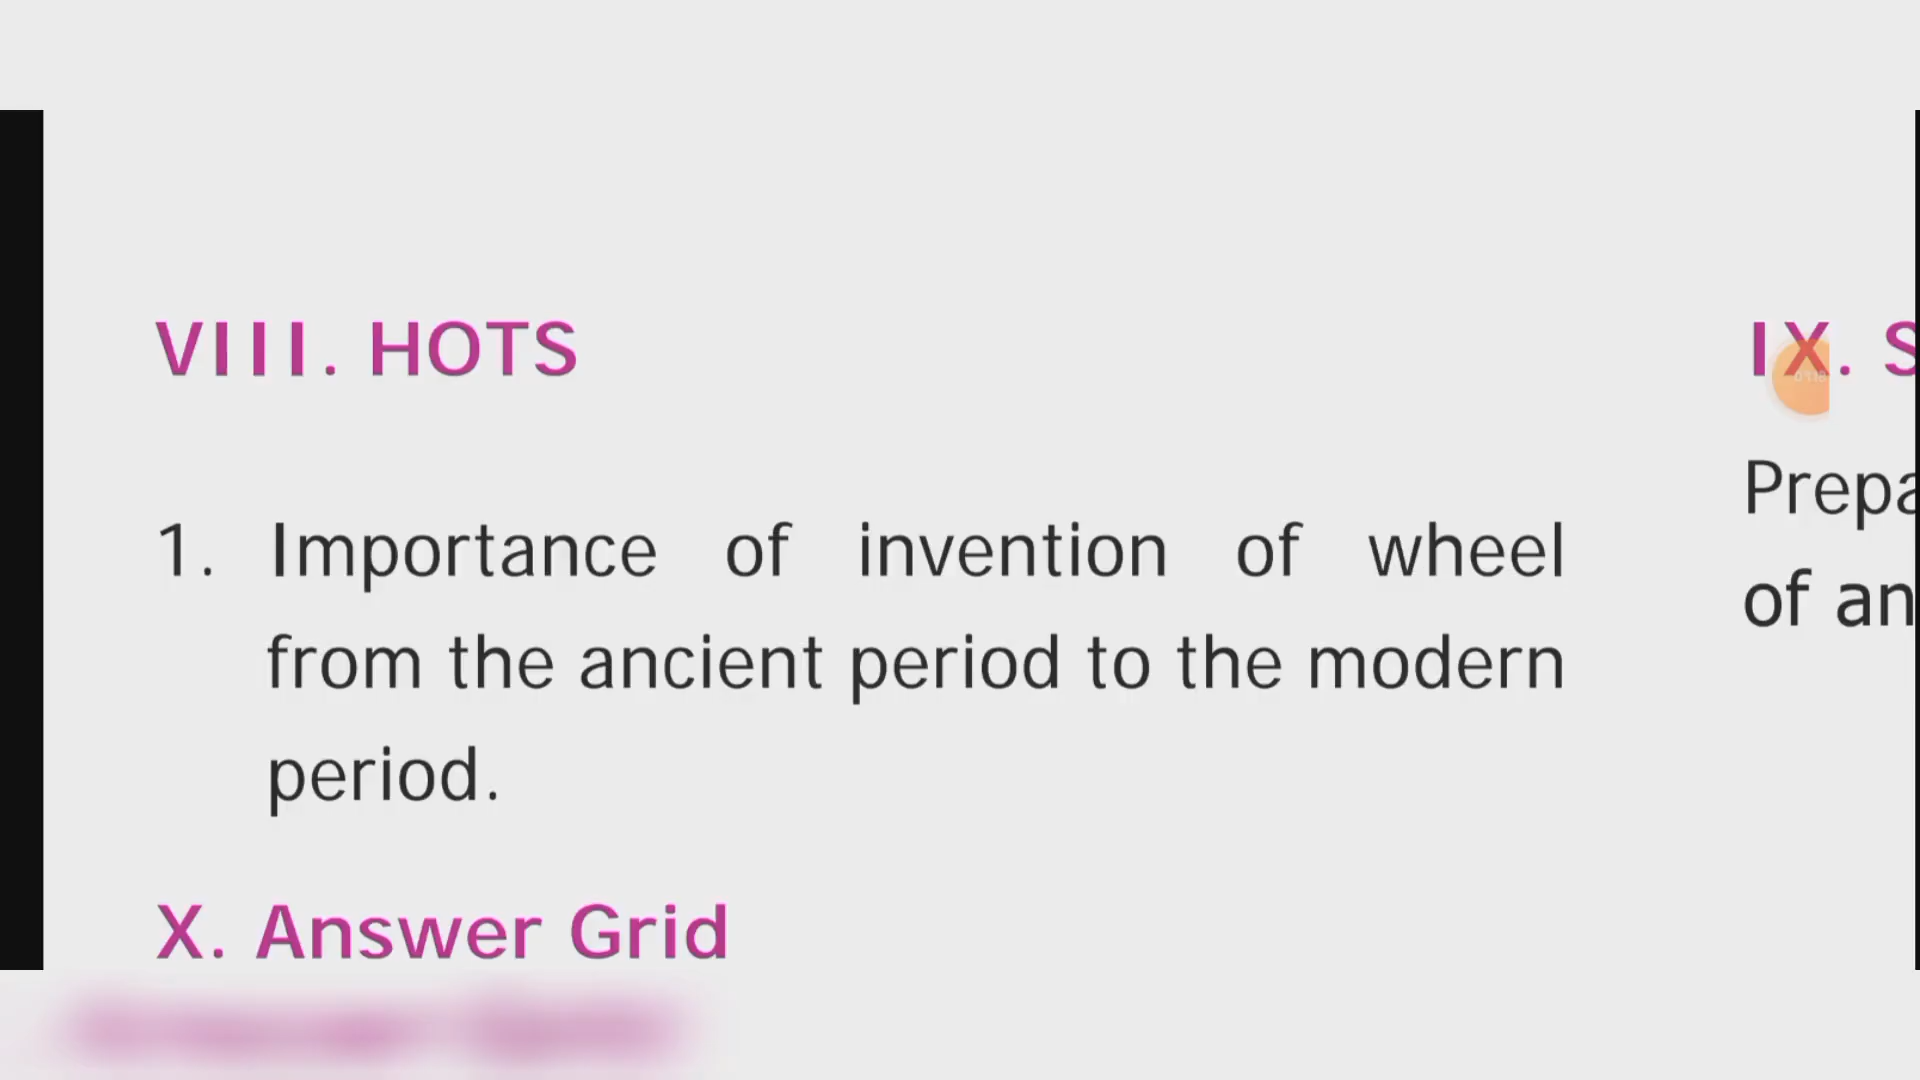 VIII. HOTS
1. Importance of invention of wheel
from the ancient period to the modern
period.
X. Answer Grid
IX. S
Prepa
of an